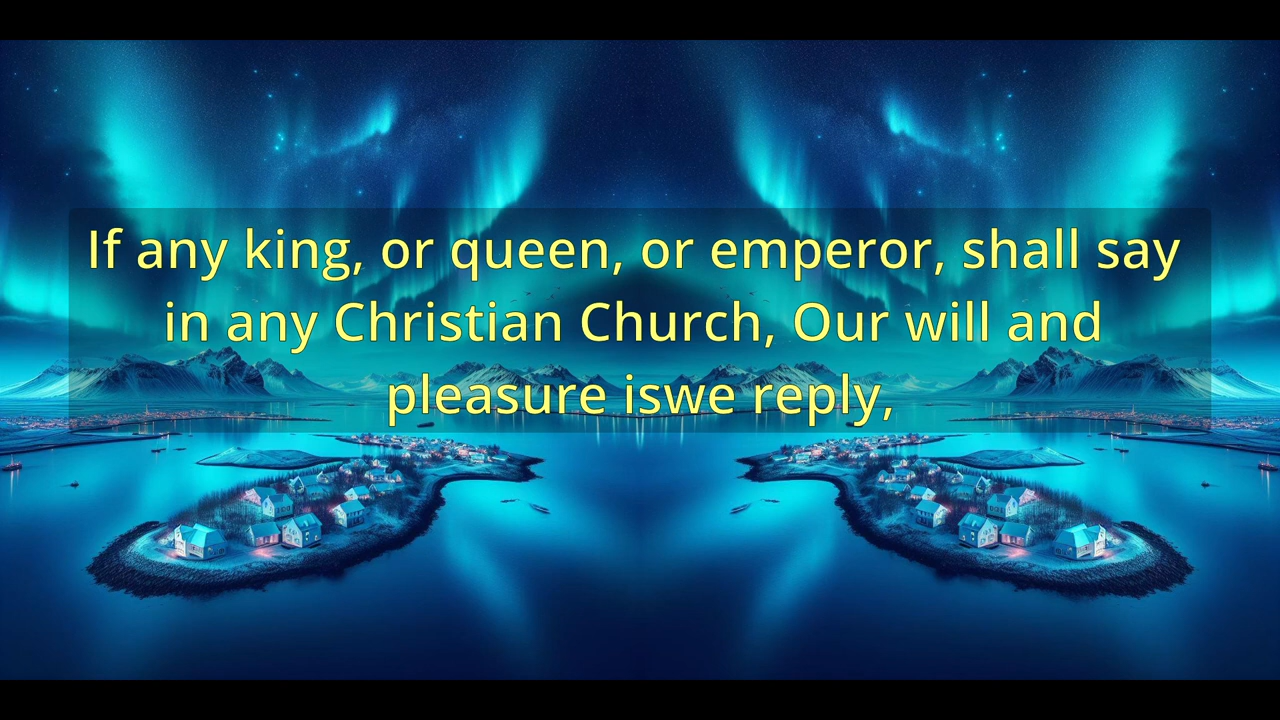 If any king, or queen, or emperor, shall say
in any Christian Church, Our will and
pleasure iswe reply,